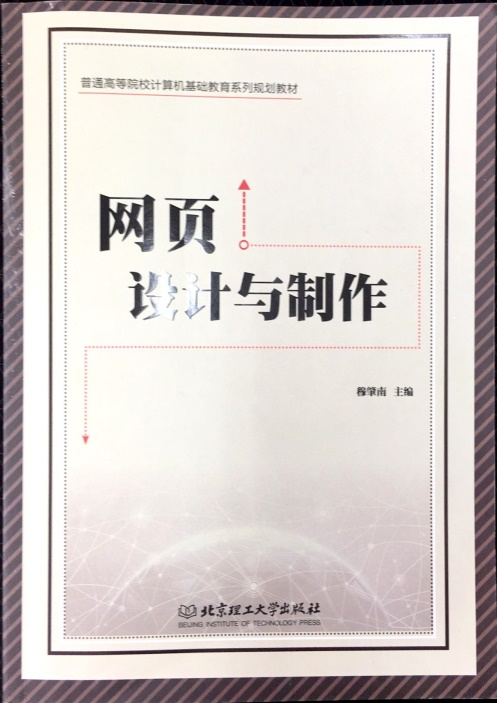 普通高等院校计算机基础教育系列规划教材
网页
设计与制作
穆肇南 主编
北京理工大学出版社
BEIJING INSTITUTE OF TECHNOLOGY PRESS